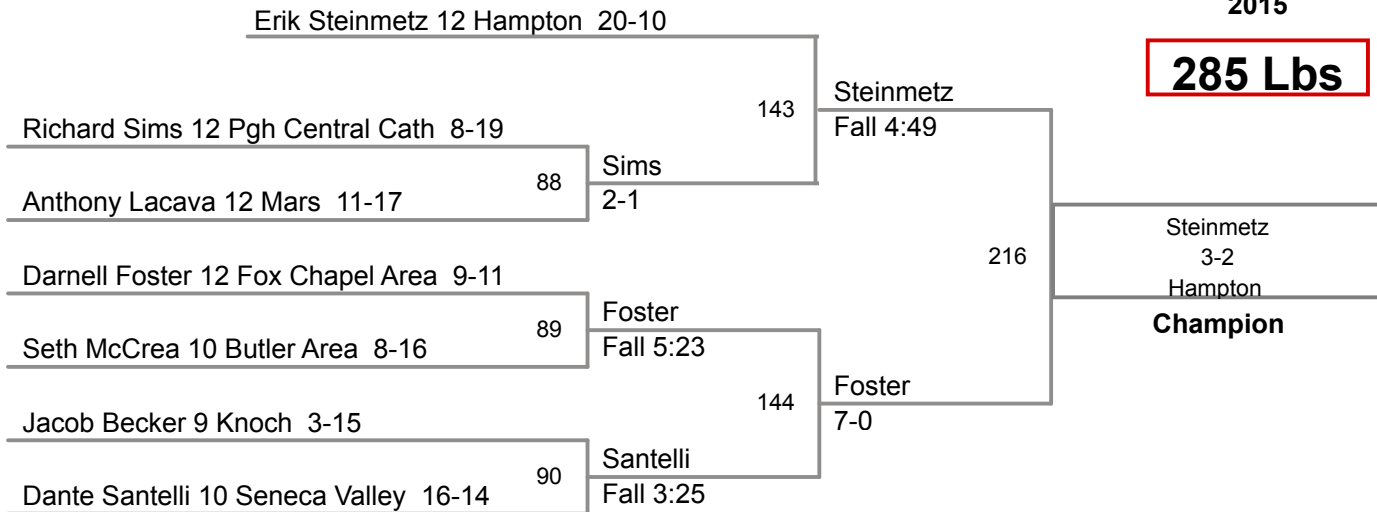 2015
Erik Steinmetz 12 Hampton 20-10
285 Lbs
Steinmetz
143
Fall 4:49
Richard Sims 12 Pgh Central Cath 8-19
Sims
88
2-1
Anthony Lacava 12 Mars 11-17
Steinmetz
3-2
Hampton
216
Champion
Darnell Foster 12 Fox Chapel Area 9-11
Foster
89
Fall 5:23
Seth McCrea 10 Butler Area 8-16
Foster
144
7-0
Jacob Becker 9 Knoch 3-15
Santelli
90
Fall 3:25
Dante Santelli 10 Seneca Valley 16-14